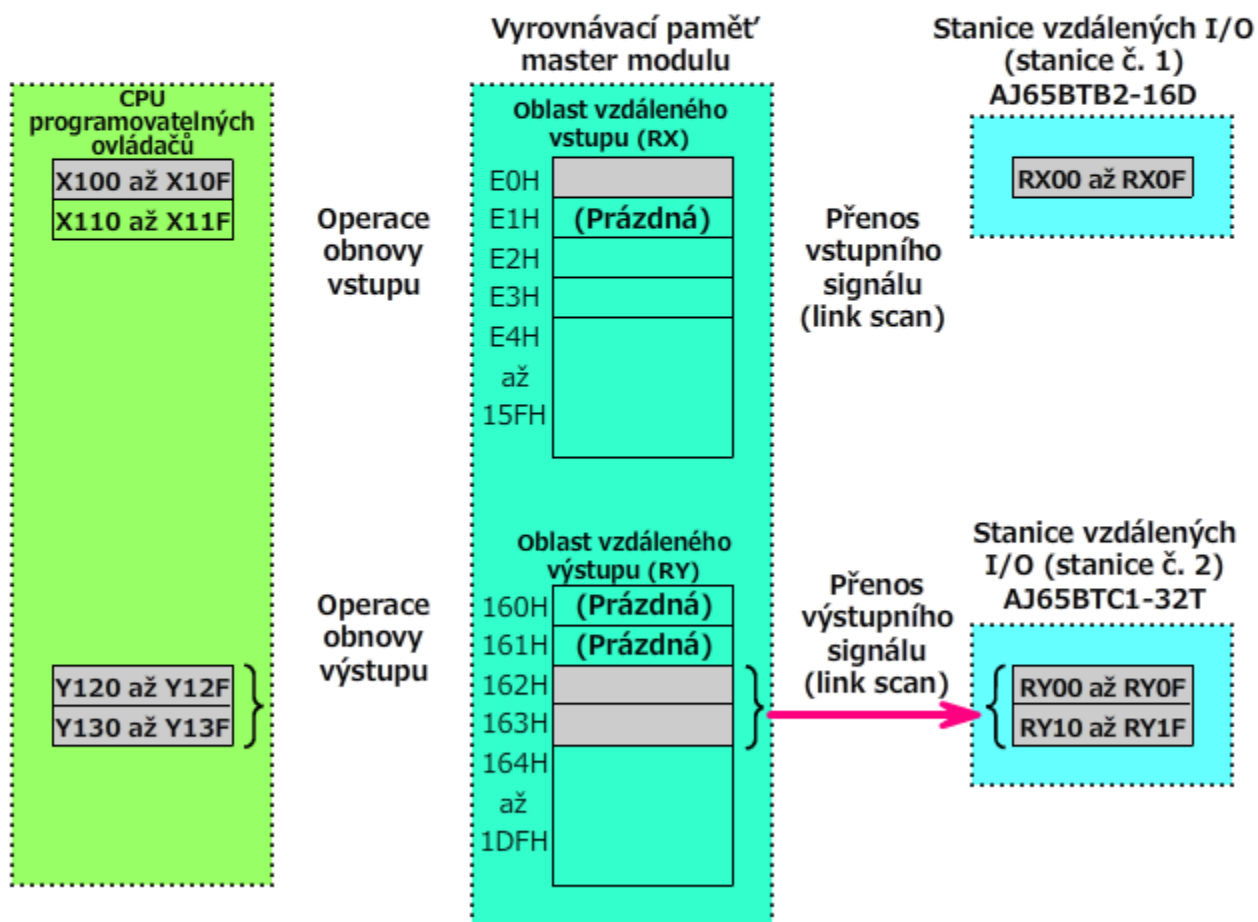 Vyrovnávací paměť
master modulu
Stanice vzdálených I/O
(stanice č. 1)
AJ65BTB2-16D
CPU
programovatelných
ovládačů
X100 až X10F
X110 až X11F
Operace
obnovy
vstupu
Oblast vzdáleného
vstupu (RX)
E0H
E1H
(Prázdná)
E2H
E3H
E4H
až
15FH
Přenos
vstupního
signálu
(link scan)
RX00 až RX0F
Operace
obnovy
výstupu
Y120 až Y12F
Y130 až Y13F
Oblast vzdáleného
výstupu (RY)
160H
(Prázdná)
161H
(Prázdná)
162H
163H
164H
až
1DFH
Přenos
výstupního
signálu
(link scan)
Stanice vzdálených
I/O (stanice č. 2)
AJ65BTC1-32T
RY00 až RY0F
RY10 až RY1F